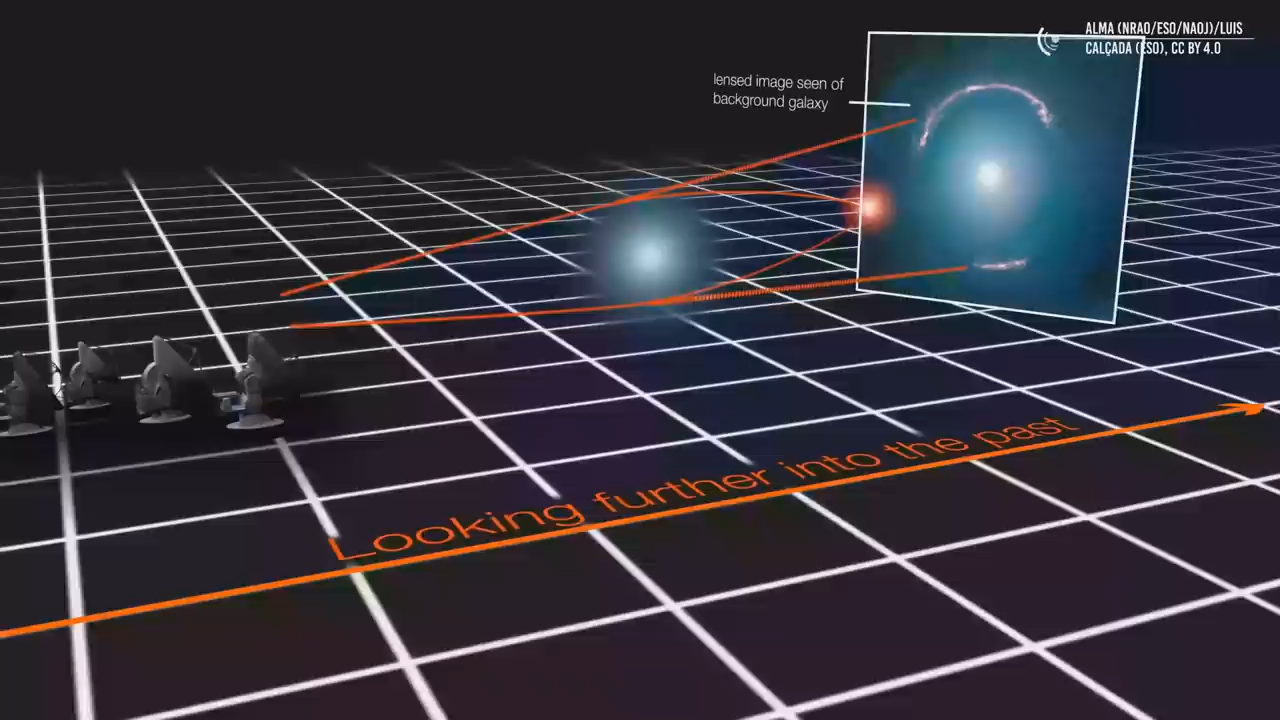 ALMA (NRAO/ESO/NAOJ)/LUIS
CALÇADA (ESO), CC BY 4.0
lensed image seen of
background galaxy
Looking further into the past